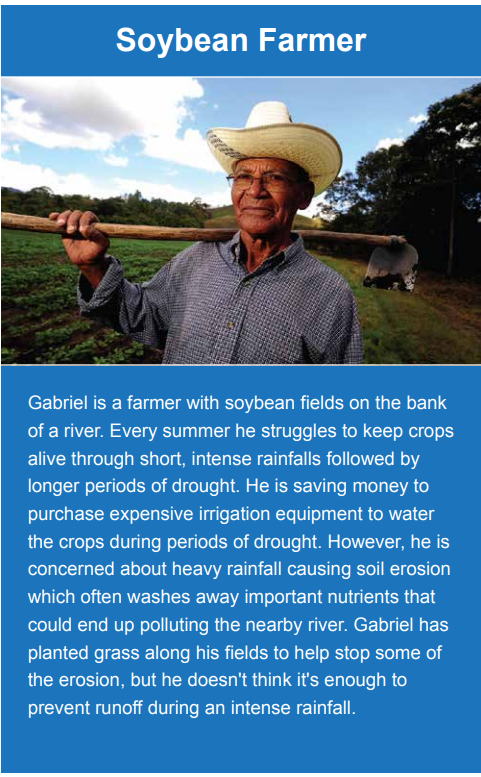 Soybean Farmer
Gabriel is a farmer with soybean fields on the bank
of a river. Every summer he struggles to keep crops
alive through short, intense rainfalls followed by
longer periods of drought. He is saving money to
purchase expensive irrigation equipment to water
the crops during periods of drought. However, he is
concerned about heavy rainfall causing soil erosion
which often washes away important nutrients that
could end up polluting the nearby river. Gabriel has
planted grass along his fields to help stop some of
the erosion, but he doesn't think it's enough to
prevent runoff during an intense rainfall.